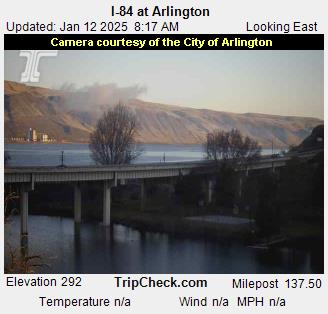 I-84 at Arlington
Updated: Jan 12 2025 8:17 AM Looking East
Camera courtesy of the City of Arlington
Elevation 292 TripCheck.com Milepost 137.50
Temperature n/a Wind n/a MPH n/a